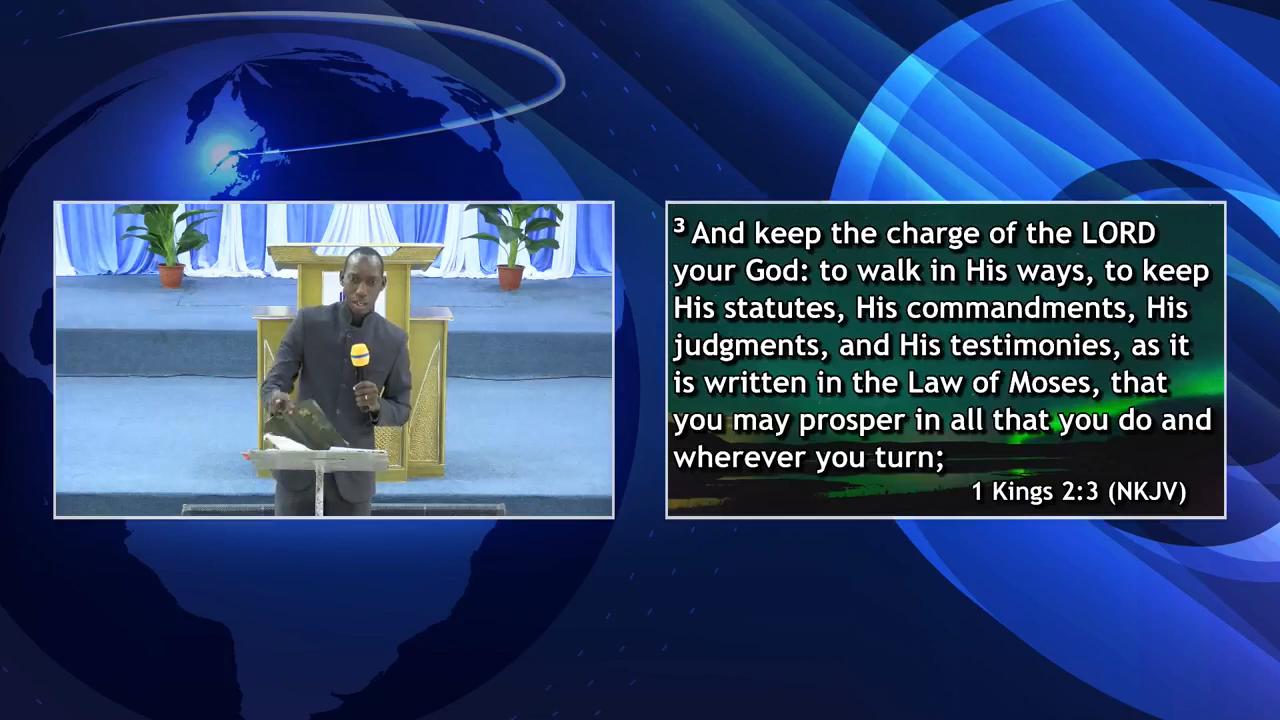 3 And keep the charge of the LORD
your God: to walk in His ways, to keep
His statutes, His commandments, His
judgments, and His testimonies, as it
is written in the Law of Moses, that
you may prosper in all that you do and
wherever you turn;
1 Kings 2:3 (NKJV)